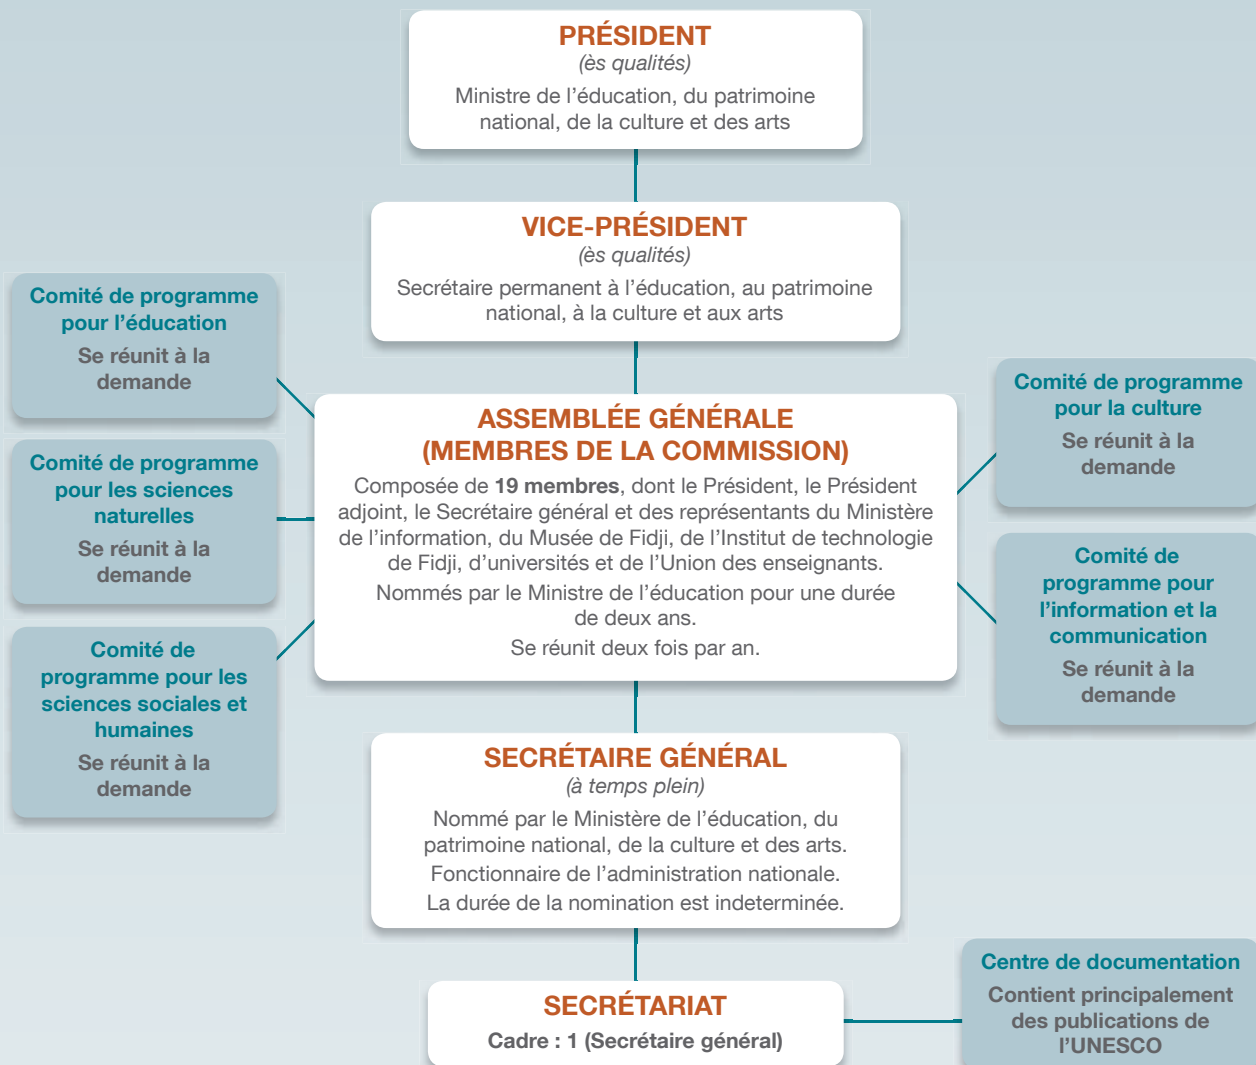 PRÉSIDENT
(ès qualités)
Ministre de l’éducation, du patrimoine
national, de la culture et des arts
VICE-PRÉSIDENT
(ès qualités)
Secrétaire permanent à l’éducation, au patrimoine
national, à la culture et aux arts
Comité de programme
pour l’éducation
Se réunit à la
demande
Comité de programme
pour les sciences
naturelles
Se réunit à la
demande
Comité de
programme pour les
sciences sociales et
humaines
Se réunit à la
demande
ASSEMBLÉE GÉNÉRALE
(MEMBRES DE LA COMMISSION)
Composée de 19 membres, dont le Président, le Président
adjoint, le Secrétaire général et des représentants du Ministère
de l’information, du Musée de Fidji, de l’Institut de technologie
de Fidji, d’universités et de l’Union des enseignants.
Nommés par le Ministre de l’éducation pour une durée
de deux ans.
Se réunit deux fois par an.
Comité de programme
pour la culture
Se réunit à la
demande
Comité de
programme pour
l’information et la
communication
Se réunit à la
demande
SECRÉTAIRE GÉNÉRAL
(à temps plein)
Nommé par le Ministère de l’éducation, du
patrimoine national, de la culture et des arts.
Fonctionnaire de l’administration nationale.
La durée de la nomination est indeterminée.
SECRÉTARIAT
Cadre : 1 (Secrétaire général)
Centre de documentation
Contient principalement
des publications de
l’UNESCO